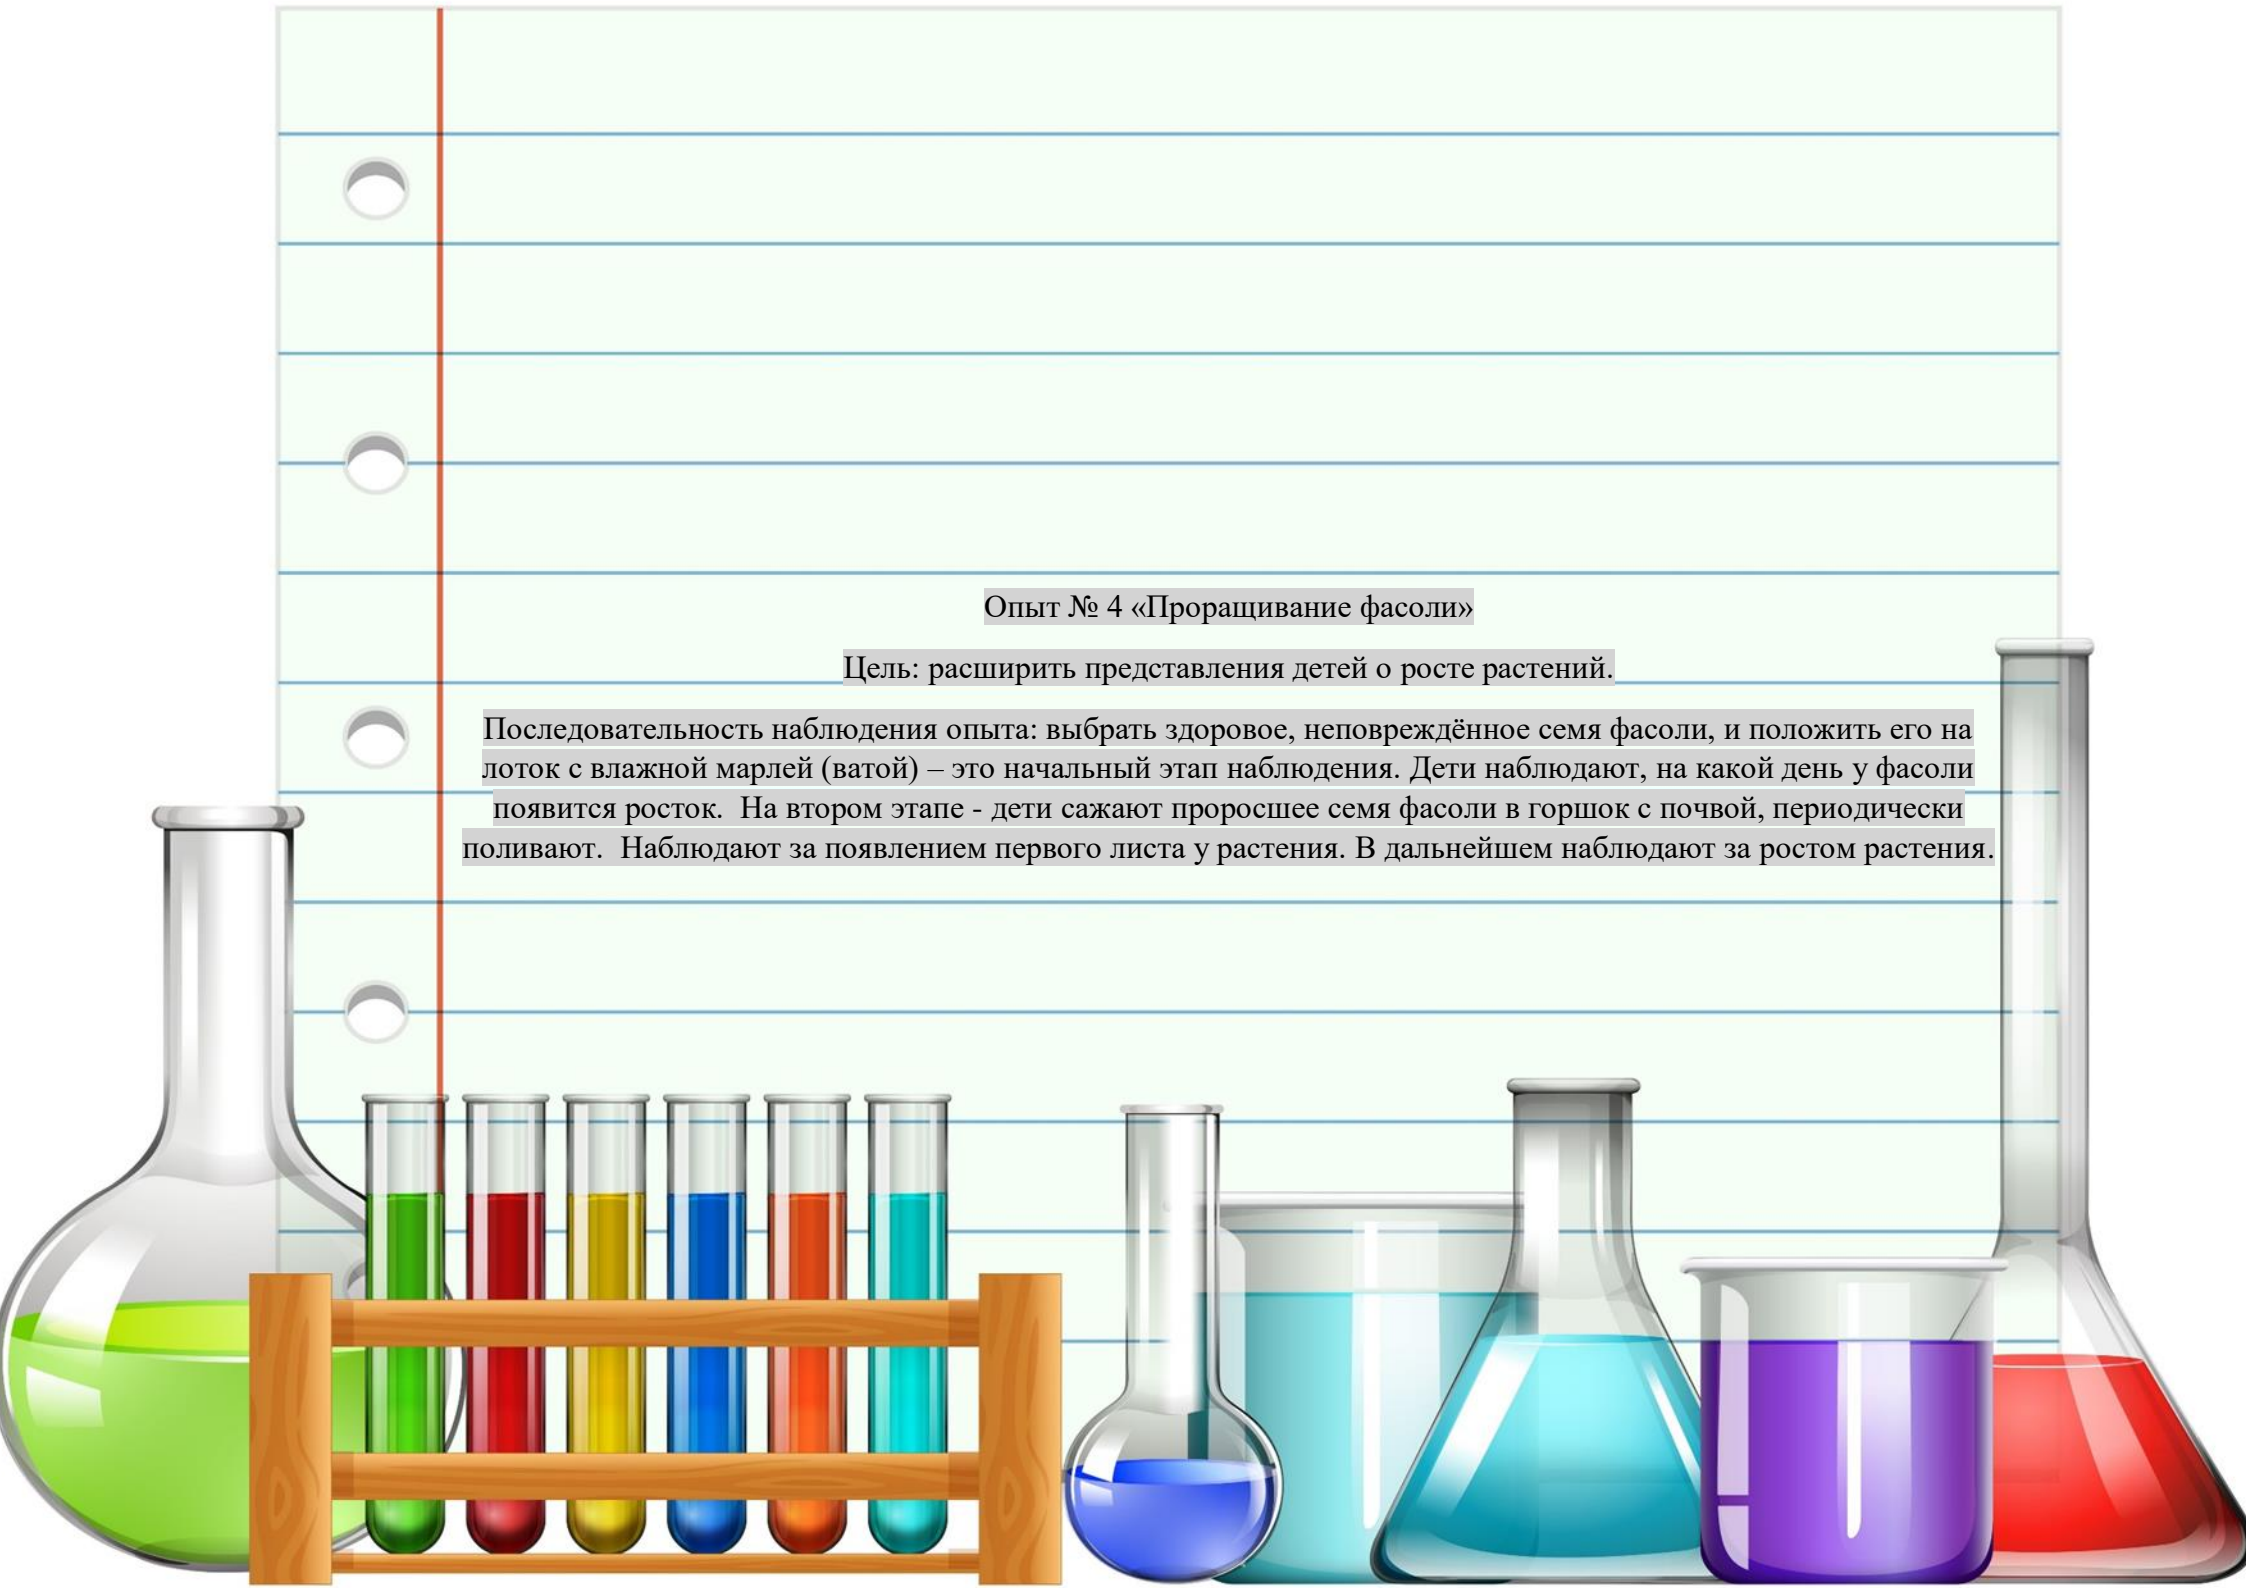 Опыт № 4 «Проращивание фасоли»
Цель: расширить представления детей о росте растений.
Последовательность наблюдения опыта: выбрать здоровое, неповреждённое семя фасоли, и положить его на
лоток с влажной марлей (ватой) – это начальный этап наблюдения. Дети наблюдают, на какой день у фасоли
появится росток.  На втором этапе - дети сажают проросшее семя фасоли в горшок с почвой, периодически
поливают.  Наблюдают за появлением первого листа у растения. В дальнейшем наблюдают за ростом растения.